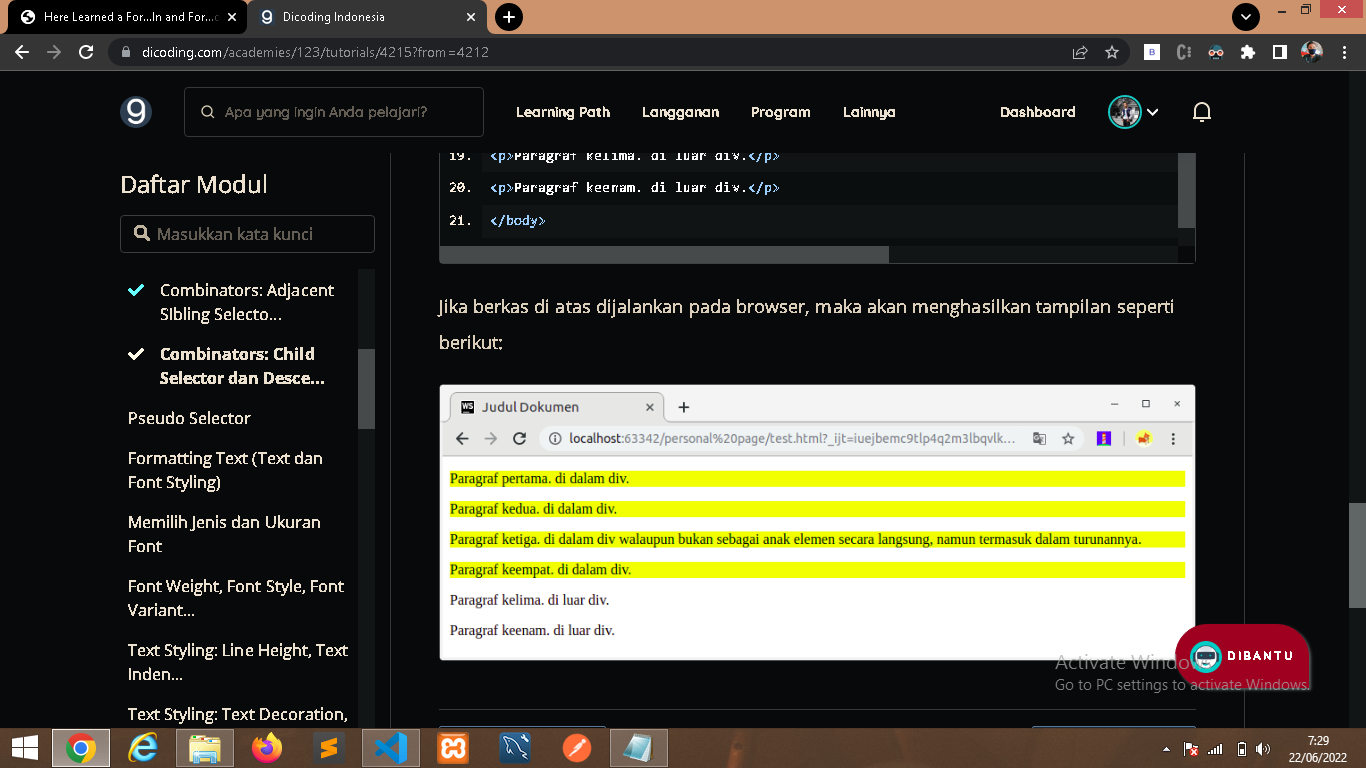 Here Learned a For...In and For...
Dicoding Indonesia
dicoding.com/academies/123/tutorials/4215?from=4212
Apa yang ingin Anda pelajari?
Learning Path
Langganan
Program
Lainnya
Dashboard
Daftar Modul
Masukkan kata kunci
Combinators: Adjacent
Sibling Selecto...
Combinators: Child
Selector dan Desce...
Pseudo Selector
Formatting Text (Text dan
Font Styling)
Memilih Jenis dan Ukuran
Font
Font Weight, Font Style, Font
Variant...
Text Styling: Line Height, Text
Inden...
Text Styling: Text Decoration,
19. <p>Paragraf kelima. di luar div.</p>
20. <p>Paragraf keenam. di luar div.</p>
21. </body>
Jika berkas di atas dijalankan pada browser, maka akan menghasilkan tampilan seperti
berikut:
WS Judul Dokumen
localhost:63342/personal%20page/test.html?_ijt=iuejbemc9tlp4q2m3lbqvlk...
Paragraf pertama. di dalam div.
Paragraf kedua. di dalam div.
Paragraf ketiga. di dalam div walaupun bukan sebagai anak elemen secara langsung, namun termasuk dalam turunannya.
Paragraf keempat. di dalam div.
Paragraf kelima. di luar div.
Paragraf keenam. di luar div.
DIBANTU
Activate Windows
Go to PC settings to activate Windows.
7:29
22/06/2022